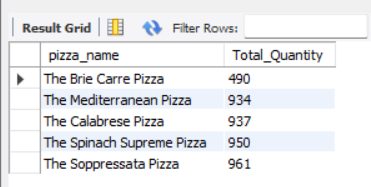 Result Grid Filter Rows:
pizza_name Total_Quantity
The Brie Carre Pizza 490
The Mediterranean Pizza 934
The Calabrese Pizza 937
The Spinach Supreme Pizza 950
The Soppressata Pizza 961